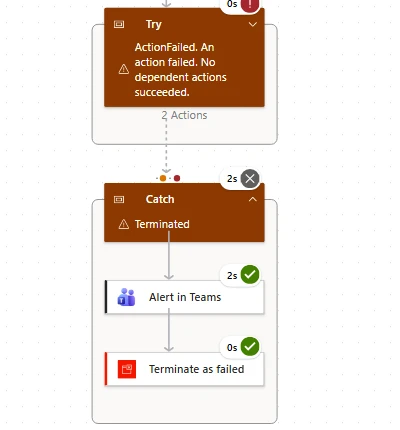 0s
Try
ActionFailed. An
action failed. No
dependent actions
succeeded.
2 Actions
2s
Catch
Terminated
2s
Alert in Teams
0s
Terminate as failed